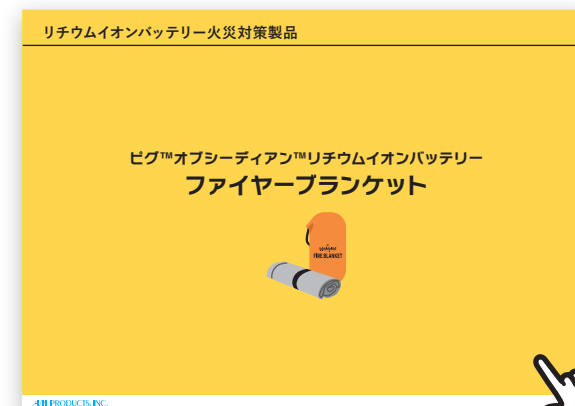 リチウムイオンバッテリー火災対策製品
ピグ™オブシーディアン™リチウムイオンバッテリー
ファイヤーブランケット
FIRE BLANKET
PRODUCTS, INC.